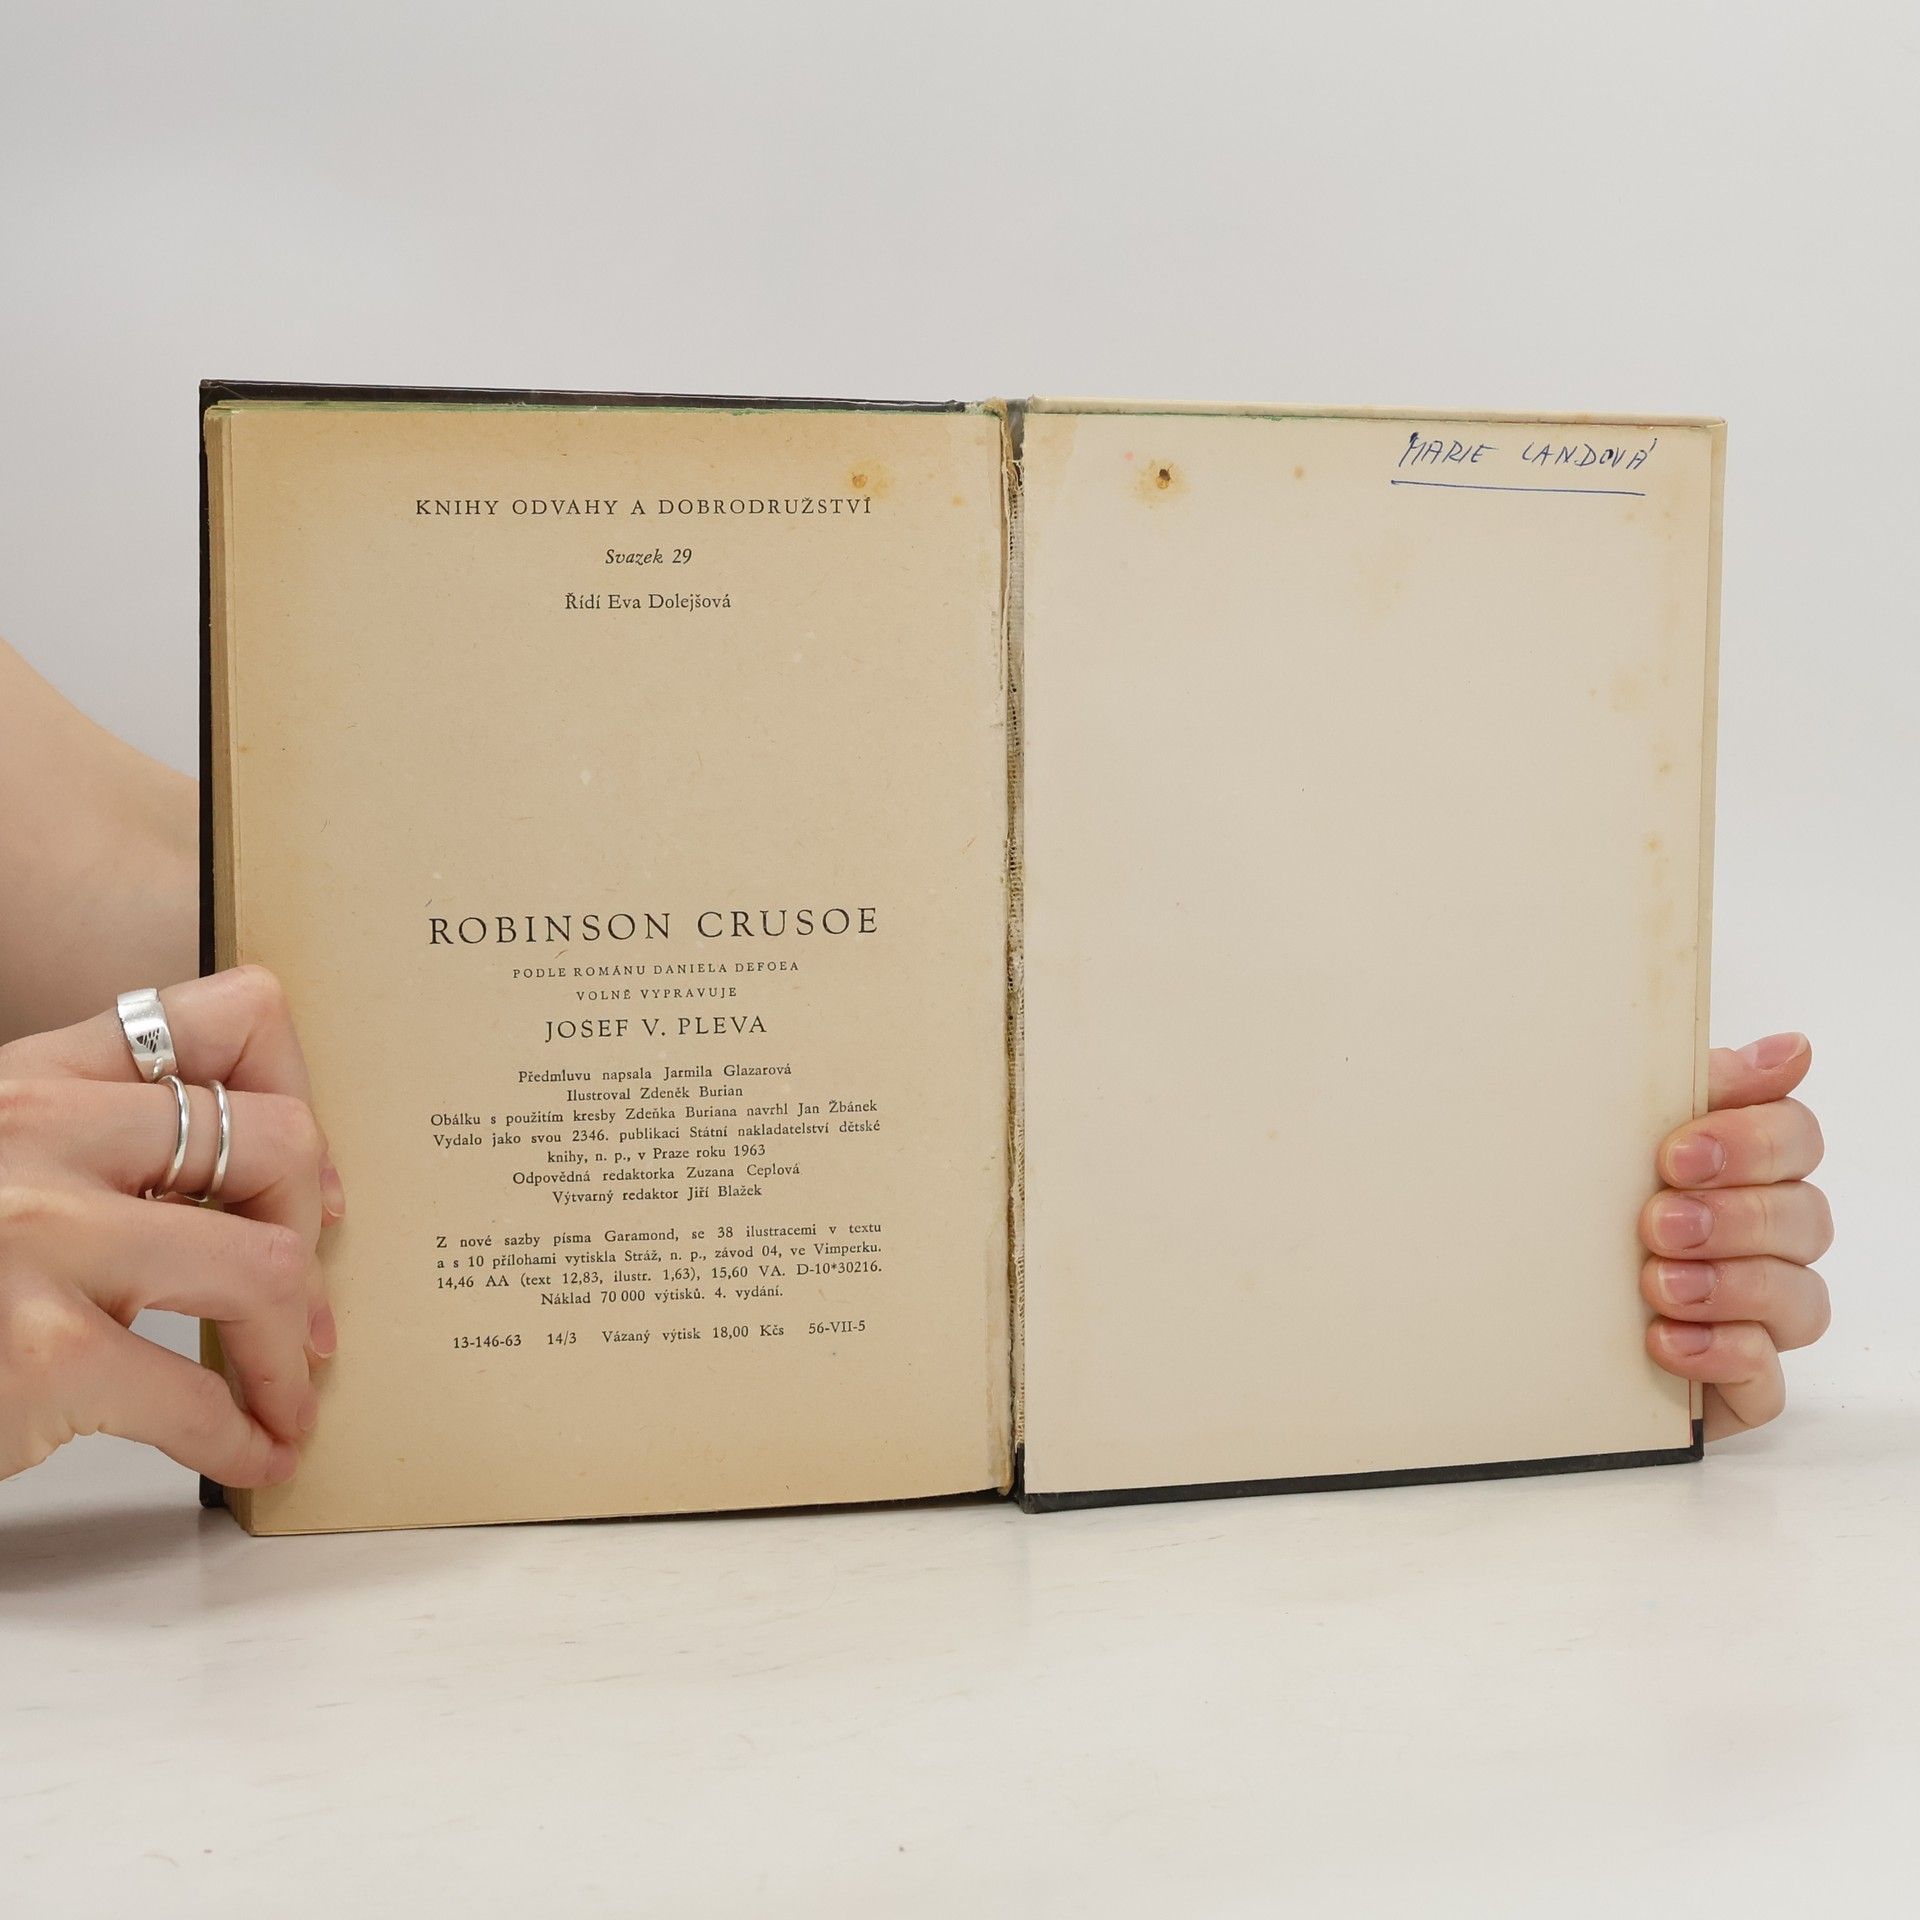 KNIHY ODVAHY A DOBRODRUŽSTVÍ
Svazek 29
Řídí Eva Dolejšová
ROBINSON CRUSOE
PODLE ROMÁNU DANIELA DEFOEA
VOLNĚ VYPRAVUJE
JOSEF V. PLEVA
Předmluvu napsala Jarmila Glazarová
Ilustroval Zdeněk Burian
Obálku s použitím kresby Zdeňka Buriana navrhl Jan Žbánek
Vydalo jako svou 2346. publikaci Státní nakladatelství dětské
knihy, n. p., v Praze roku 1963
Odpovědná redaktorka Zuzana Ceplová
Výtvarný redaktor Jiří Blažek
Z nové sazby písma Garamond, se 38 ilustracemi v textu
a s 10 přílohami vytiskla Stráž, n. p., závod 04, ve Vimperku.
14,46 AA (text 12,83, ilustr. 1,63), 15,60 VA. D-10*30216.
Náklad 70 000 výtisků. 4. vydání.
13-146-63 14/3 Vázaný výtisk 18,00 Kčs 56-VII-5
MARIE LANDOVÁ